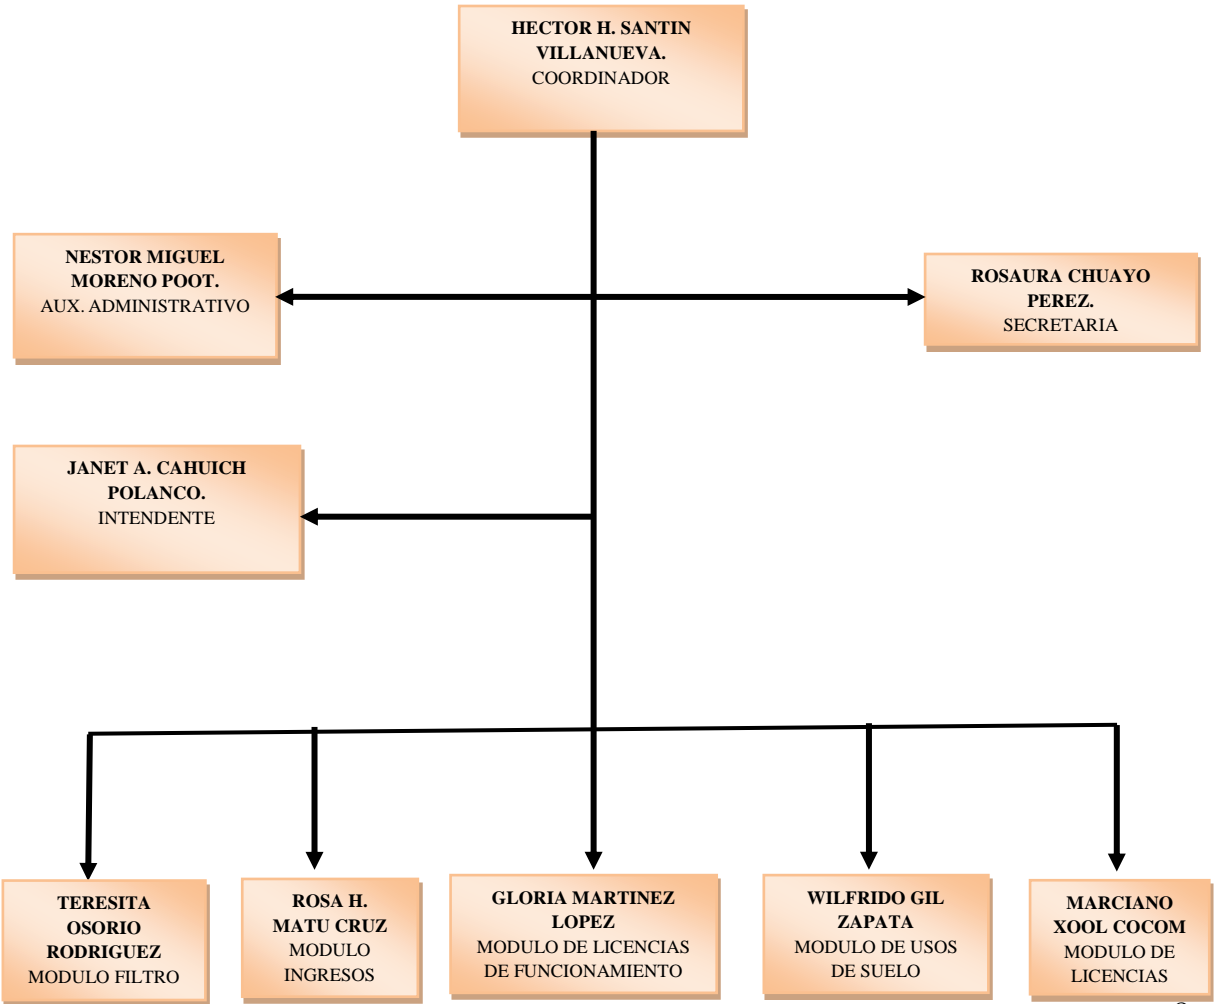 HECTOR H. SANTIN
VILLANUEVA.
COORDINADOR
NESTOR MIGUEL
MORENO POOT.
AUX. ADMINISTRATIVO
ROSAURA CHUAYO
PEREZ.
SECRETARIA
JANET A. CAHUICH
POLANCO.
INTENDENTE
TERESITA
OSORIO
RODRIGUEZ
MODULO FILTRO
ROSA H.
MATU CRUZ
MODULO
INGRESOS
GLORIA MARTINEZ
LOPEZ
MODULO DE LICENCIAS
DE FUNCIONAMIENTO
WILFRIDO GIL
ZAPATA
MODULO DE USOS
DE SUELO
MARCIANO
XOOL COCOM
MODULO DE
LICENCIAS